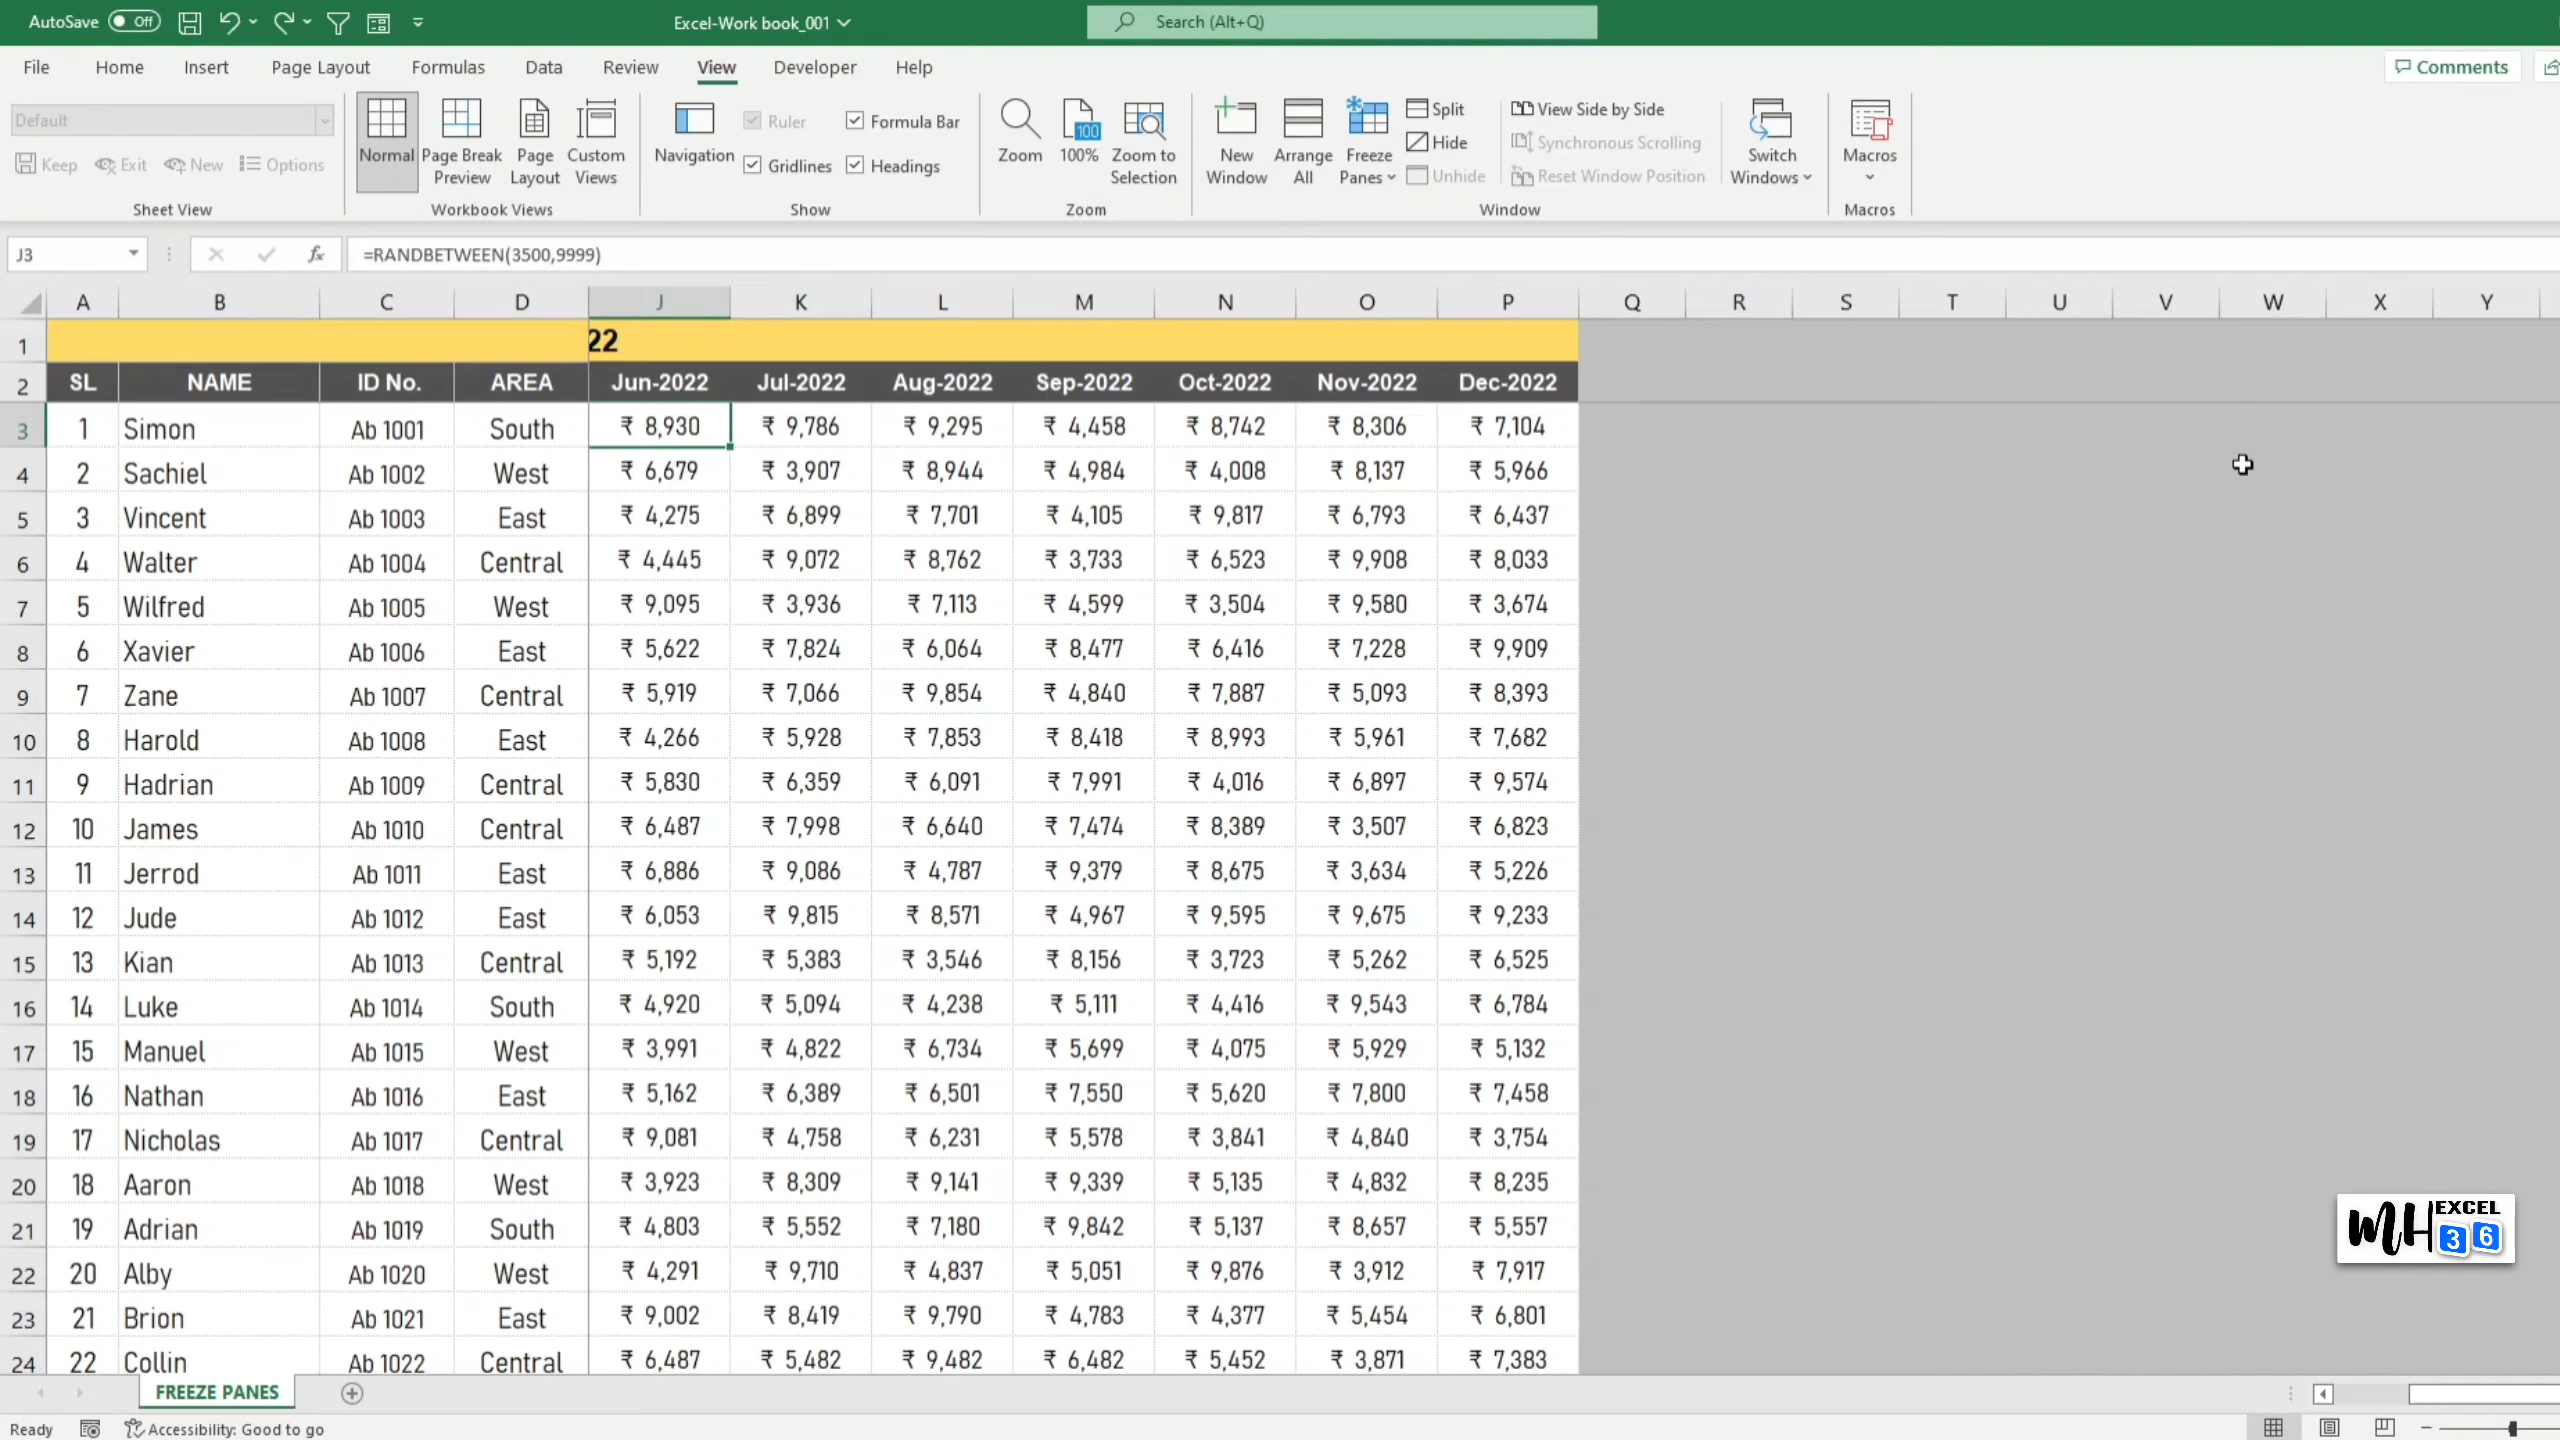 AutoSave Off
Excel-Work book_001
Search (Alt+Q)
File Home Insert Page Layout Formulas Data Review View Developer Help
Comments
Default
Keep Exit New Options
Sheet View
Normal
Page Break Preview
Page Layout
Custom Views
Workbook Views
Navigation
Ruler
Formula Bar
Gridlines
Headings
Show
Zoom
100
100%
Zoom to Selection
Zoom
New Window
Arrange All
Freeze Panes
Split
Hide
Unhide
View Side by Side
Synchronous Scrolling
Reset Window Position
Switch Windows
Window
Macros
Macros
J3
fx
=RANDBETWEEN(3500,9999)
A B C D J K L M N O P Q R S T U V W X Y
1 22
2 SL NAME ID No. AREA Jun-2022 Jul-2022 Aug-2022 Sep-2022 Oct-2022 Nov-2022 Dec-2022
3 1 Simon Ab 1001 South ₹ 8,930 ₹ 9,786 ₹ 9,295 ₹ 4,458 ₹ 8,742 ₹ 8,306 ₹ 7,104
4 2 Sachiel Ab 1002 West ₹ 6,679 ₹ 3,907 ₹ 8,944 ₹ 4,984 ₹ 4,008 ₹ 8,137 ₹ 5,966
5 3 Vincent Ab 1003 East ₹ 4,275 ₹ 6,899 ₹ 7,701 ₹ 4,105 ₹ 9,817 ₹ 6,793 ₹ 6,437
6 4 Walter Ab 1004 Central ₹ 4,445 ₹ 9,072 ₹ 8,762 ₹ 3,733 ₹ 6,523 ₹ 9,908 ₹ 8,033
7 5 Wilfred Ab 1005 West ₹ 9,095 ₹ 3,936 ₹ 7,113 ₹ 4,599 ₹ 3,504 ₹ 9,580 ₹ 3,674
8 6 Xavier Ab 1006 East ₹ 5,622 ₹ 7,824 ₹ 6,064 ₹ 8,477 ₹ 6,416 ₹ 7,228 ₹ 9,909
9 7 Zane Ab 1007 Central ₹ 5,919 ₹ 7,066 ₹ 9,854 ₹ 4,840 ₹ 7,887 ₹ 5,093 ₹ 8,393
10 8 Harold Ab 1008 East ₹ 4,266 ₹ 5,928 ₹ 7,853 ₹ 8,418 ₹ 8,993 ₹ 5,961 ₹ 7,682
11 9 Hadrian Ab 1009 Central ₹ 5,830 ₹ 6,359 ₹ 6,091 ₹ 7,991 ₹ 4,016 ₹ 6,897 ₹ 9,574
12 10 James Ab 1010 Central ₹ 6,487 ₹ 7,998 ₹ 6,640 ₹ 7,474 ₹ 8,389 ₹ 3,507 ₹ 6,823
13 11 Jerrod Ab 1011 East ₹ 6,886 ₹ 9,086 ₹ 4,787 ₹ 9,379 ₹ 8,675 ₹ 3,634 ₹ 5,226
14 12 Jude Ab 1012 East ₹ 6,053 ₹ 9,815 ₹ 8,571 ₹ 4,967 ₹ 9,595 ₹ 9,675 ₹ 9,233
15 13 Kian Ab 1013 Central ₹ 5,192 ₹ 5,383 ₹ 3,546 ₹ 8,156 ₹ 3,723 ₹ 5,262 ₹ 6,525
16 14 Luke Ab 1014 South ₹ 4,920 ₹ 5,094 ₹ 4,238 ₹ 5,111 ₹ 4,416 ₹ 9,543 ₹ 6,784
17 15 Manuel Ab 1015 West ₹ 3,991 ₹ 4,822 ₹ 6,734 ₹ 5,699 ₹ 4,075 ₹ 5,929 ₹ 5,132
18 16 Nathan Ab 1016 East ₹ 5,162 ₹ 6,389 ₹ 6,501 ₹ 7,550 ₹ 5,620 ₹ 7,800 ₹ 7,458
19 17 Nicholas Ab 1017 Central ₹ 9,081 ₹ 4,758 ₹ 6,231 ₹ 5,578 ₹ 3,841 ₹ 4,840 ₹ 3,754
20 18 Aaron Ab 1018 West ₹ 3,923 ₹ 8,309 ₹ 9,141 ₹ 9,339 ₹ 5,135 ₹ 4,832 ₹ 8,235
21 19 Adrian Ab 1019 South ₹ 4,803 ₹ 5,552 ₹ 7,180 ₹ 9,842 ₹ 5,137 ₹ 8,657 ₹ 5,557
22 20 Alby Ab 1020 West ₹ 4,291 ₹ 9,710 ₹ 4,837 ₹ 5,051 ₹ 9,876 ₹ 3,912 ₹ 7,917
23 21 Brion Ab 1021 East ₹ 9,002 ₹ 8,419 ₹ 9,790 ₹ 4,783 ₹ 4,377 ₹ 5,454 ₹ 6,801
24 22 Collin Ab 1022 Central ₹ 6,487 ₹ 5,482 ₹ 9,482 ₹ 6,482 ₹ 5,452 ₹ 3,871 ₹ 7,383
MH EXCEL 36
FREEZE PANES
Ready Accessibility: Good to go